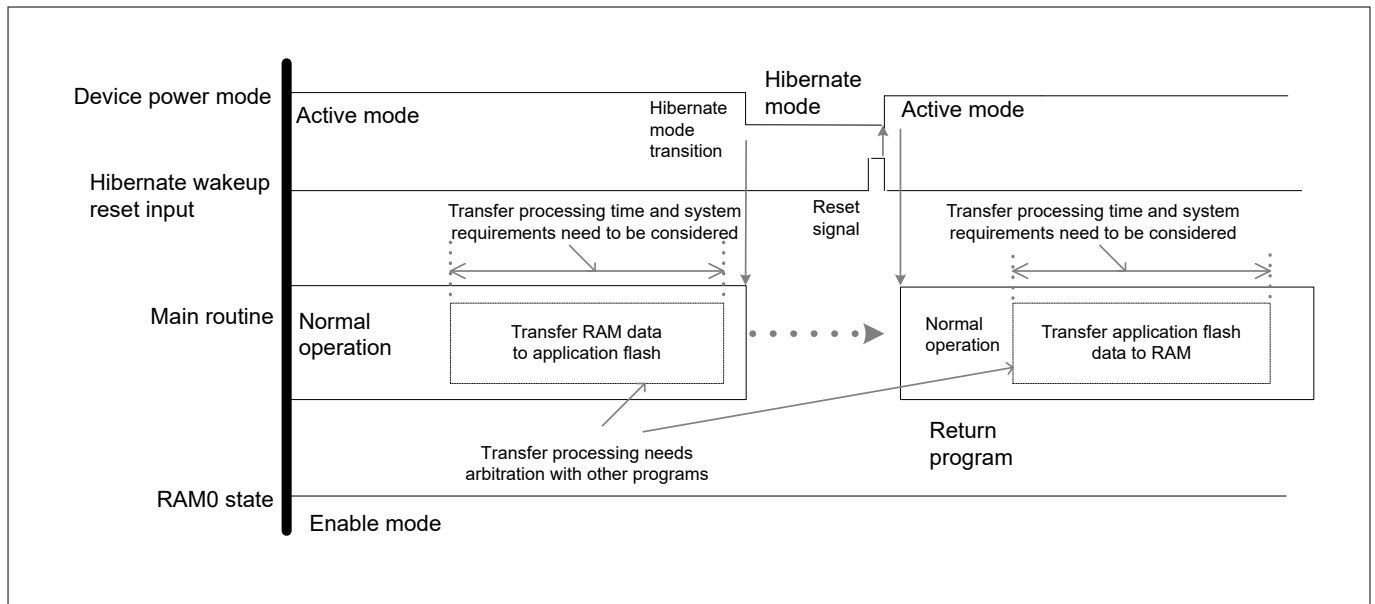 Device power mode
Active mode
Hibernate
mode
transition
Hibernate
mode
Active mode
Hibernate wakeup
reset input
Reset
signal
Transfer processing time and system
requirements need to be considered
Transfer processing time and system
requirements need to be considered
Main routine
Normal
operation
Transfer RAM data
to application flash
Normal
operation
Transfer application flash
data to RAM
Transfer processing needs
arbitration with other programs
Return
program
RAM0 state
Enable mode